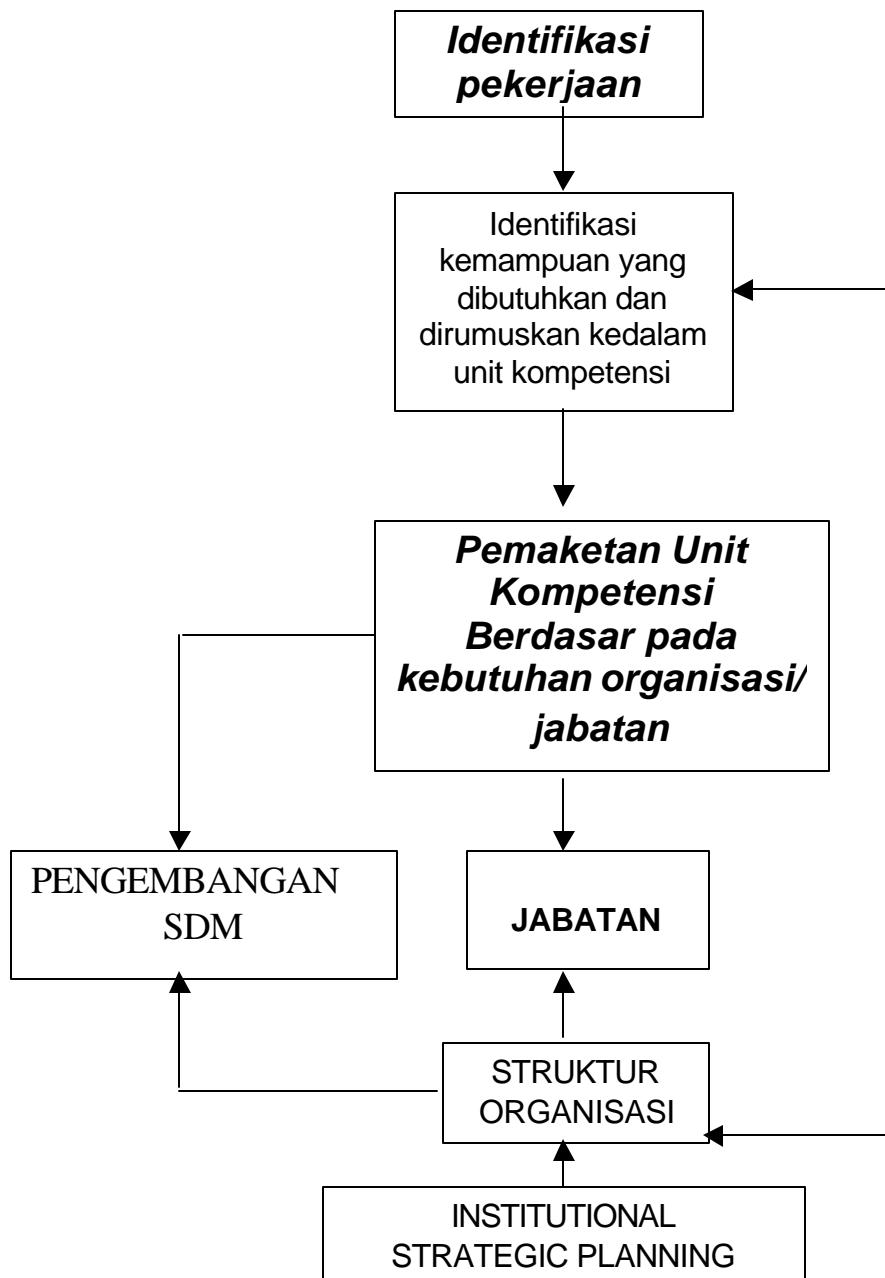 Identifikasi
pekerjaan
Identifikasi
kemampuan yang
dibutuhkan dan
dirumuskan kedalam
unit kompetensi
Pemaketan Unit
Kompetensi
Berdasar pada
kebutuhan organisasi/
jabatan
PENGEMBANGAN
SDM
JABATAN
STRUKTUR
ORGANISASI
INSTITUTIONAL
STRATEGIC PLANNING